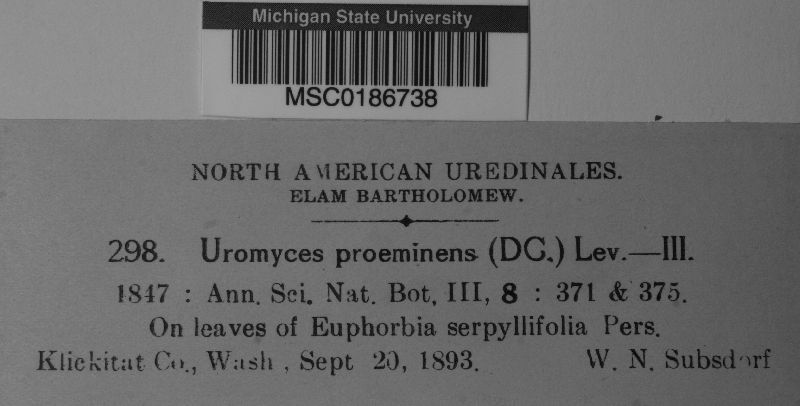 Michigan State University
MSC0186738
NORTH AMERICAN UREDINALES.
ELAM BARTHOLOMEW.
298. Uromyces proeminens (DC.) Lev.—III.
1847 : Ann. Sci. Nat. Bot. III, 8 : 371 & 375.
On leaves of Euphorbia serpyllifolia Pers.
Klickitat Co., Wash., Sept 20, 1893. W. N. Subsdorf